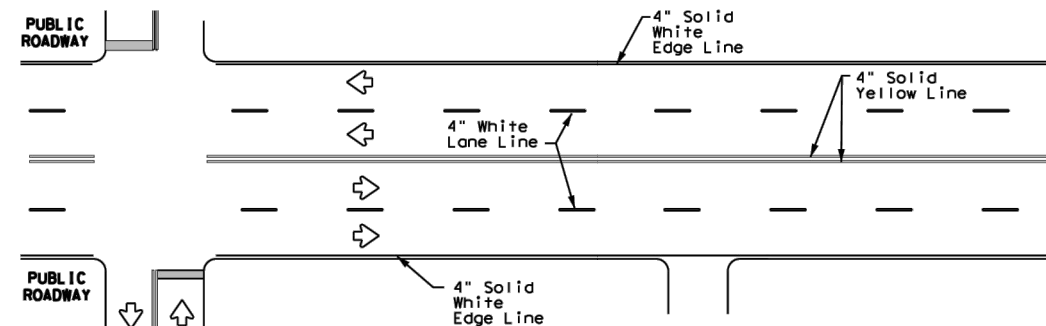 PUBLIC
ROADWAY
4" Solid
White
Edge Line
4" Solid
Yellow Line
4" White
Lane Line
PUBLIC
ROADWAY
4" Solid
White
Edge Line